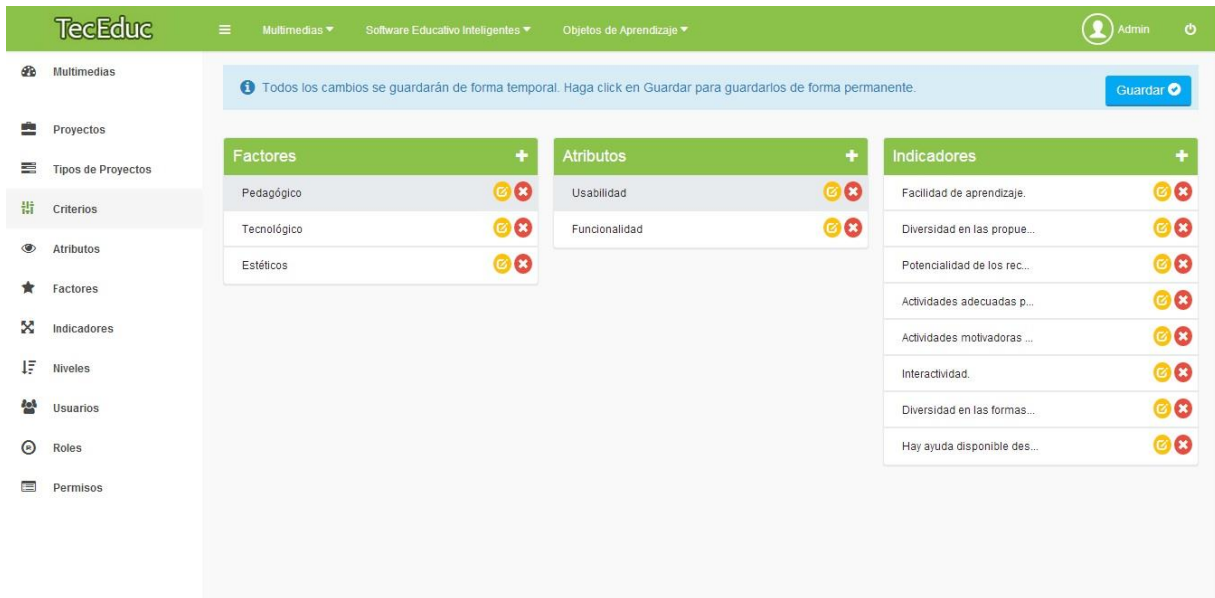 TecEduc
Multimedias
Software Educativo Inteligentes
Objetos de Aprendizaje
Admin
Multimedias
Proyectos
Tipos de Proyectos
Criterios
Atributos
Factores
Indicadores
Niveles
Usuarios
Roles
Permisos
Todos los cambios se guardarán de forma temporal. Haga click en Guardar para guardarlos de forma permanente.
Guardar
Factores
Pedagógico
Tecnológico
Estéticos
Atributos
Usabilidad
Funcionalidad
Indicadores
Facilidad de aprendizaje.
Diversidad en las propue...
Potencialidad de los rec...
Actividades adecuadas p...
Actividades motivadoras ...
Interactividad.
Diversidad en las formas...
Hay ayuda disponible des...